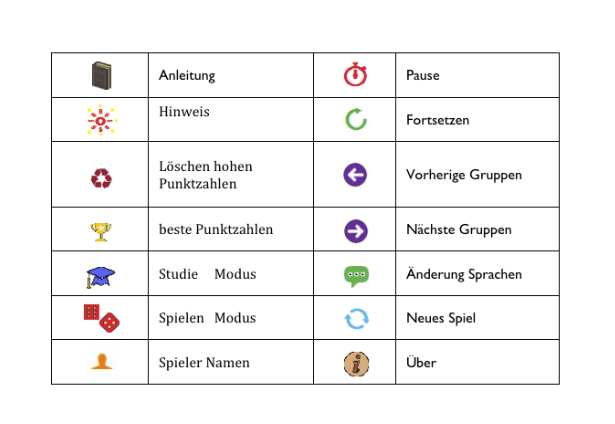 Anleitung
Pause
Hinweis
Fortsetzen
Löschen hohen
Punktzahlen
Vorherige Gruppen
beste Punktzahlen
Nächste Gruppen
Studie Modus
Änderung Sprachen
Spielen Modus
Neues Spiel
Spieler Namen
Über